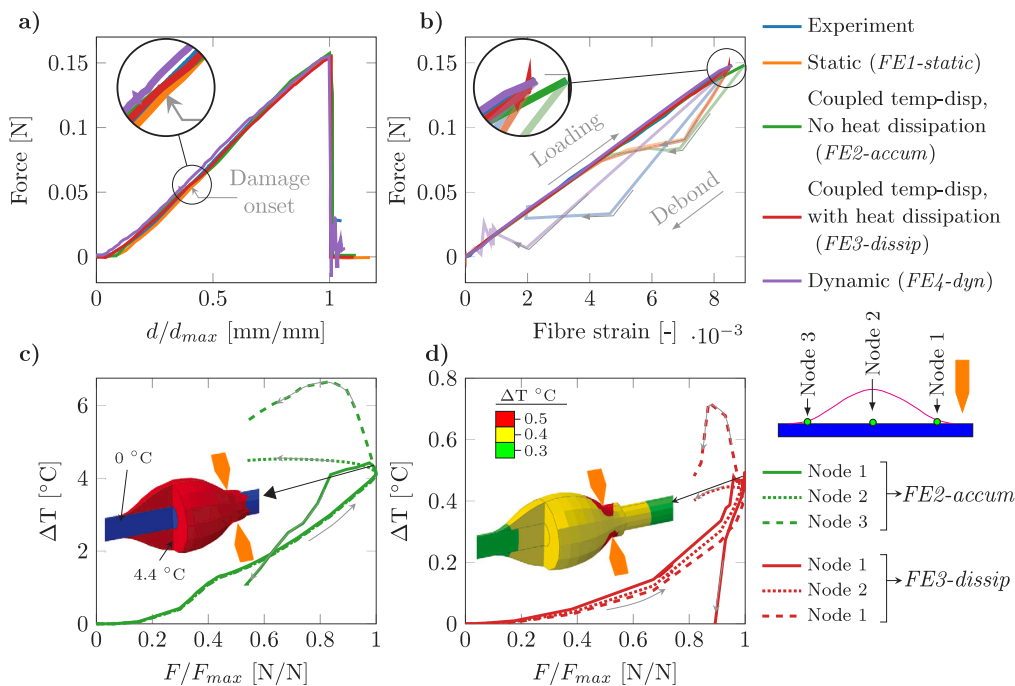 a)
0.15
0.1
0.05
0
Force [N]
Damage
onset
0
0.5
1
d/d_max [mm/mm]
b)
0.15
0.1
0.05
0
Force [N]
Loading
Debond
0
2
4
6
8
Fibre strain [-]
·10⁻³
Experiment
Static (FE1-static)
Coupled temp-disp,
No heat dissipation
(FE2-accum)
Coupled temp-disp,
with heat dissipation
(FE3-dissip)
Dynamic (FE4-dyn)
c)
6
4
2
0
ΔT [°C]
0 °C
4.4 °C
0
0.2
0.4
0.6
0.8
1
F/F_max [N/N]
d)
0.8
0.6
0.4
0.2
0
ΔT [°C]
ΔT °C
0.5
0.4
0.3
0
0.2
0.4
0.6
0.8
1
F/F_max [N/N]
Node 3
Node 2
Node 1
Node 1
Node 2
Node 3
FE2-accum
Node 1
Node 2
Node 1
FE3-dissip